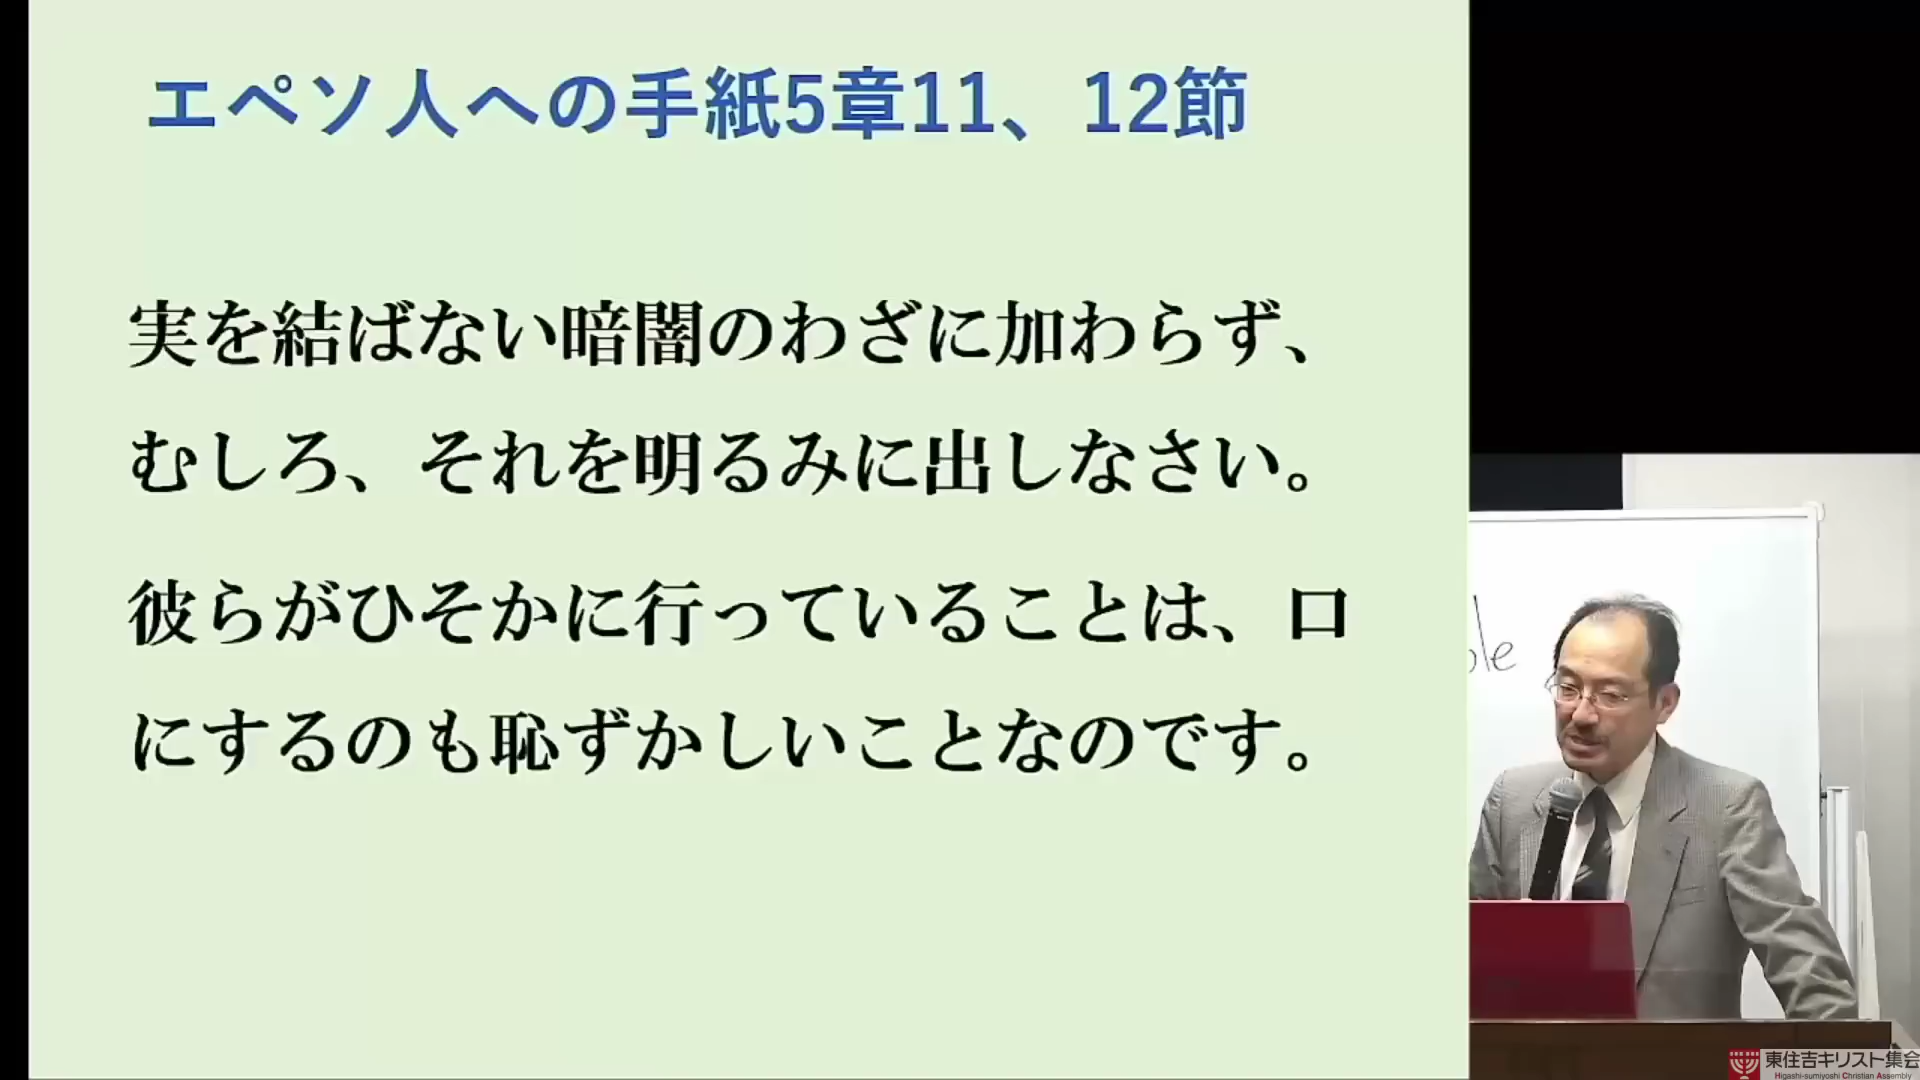 エペソ人への手紙5章11、12節
実を結ばない暗闇のわざに加わらず、
むしろ、それを明るみに出しなさい。
彼らがひそかに行っていることは、口
にするのも恥ずかしいことなのです。
東住吉キリスト集会
Higashi-sumiyoshi Christian Assembly